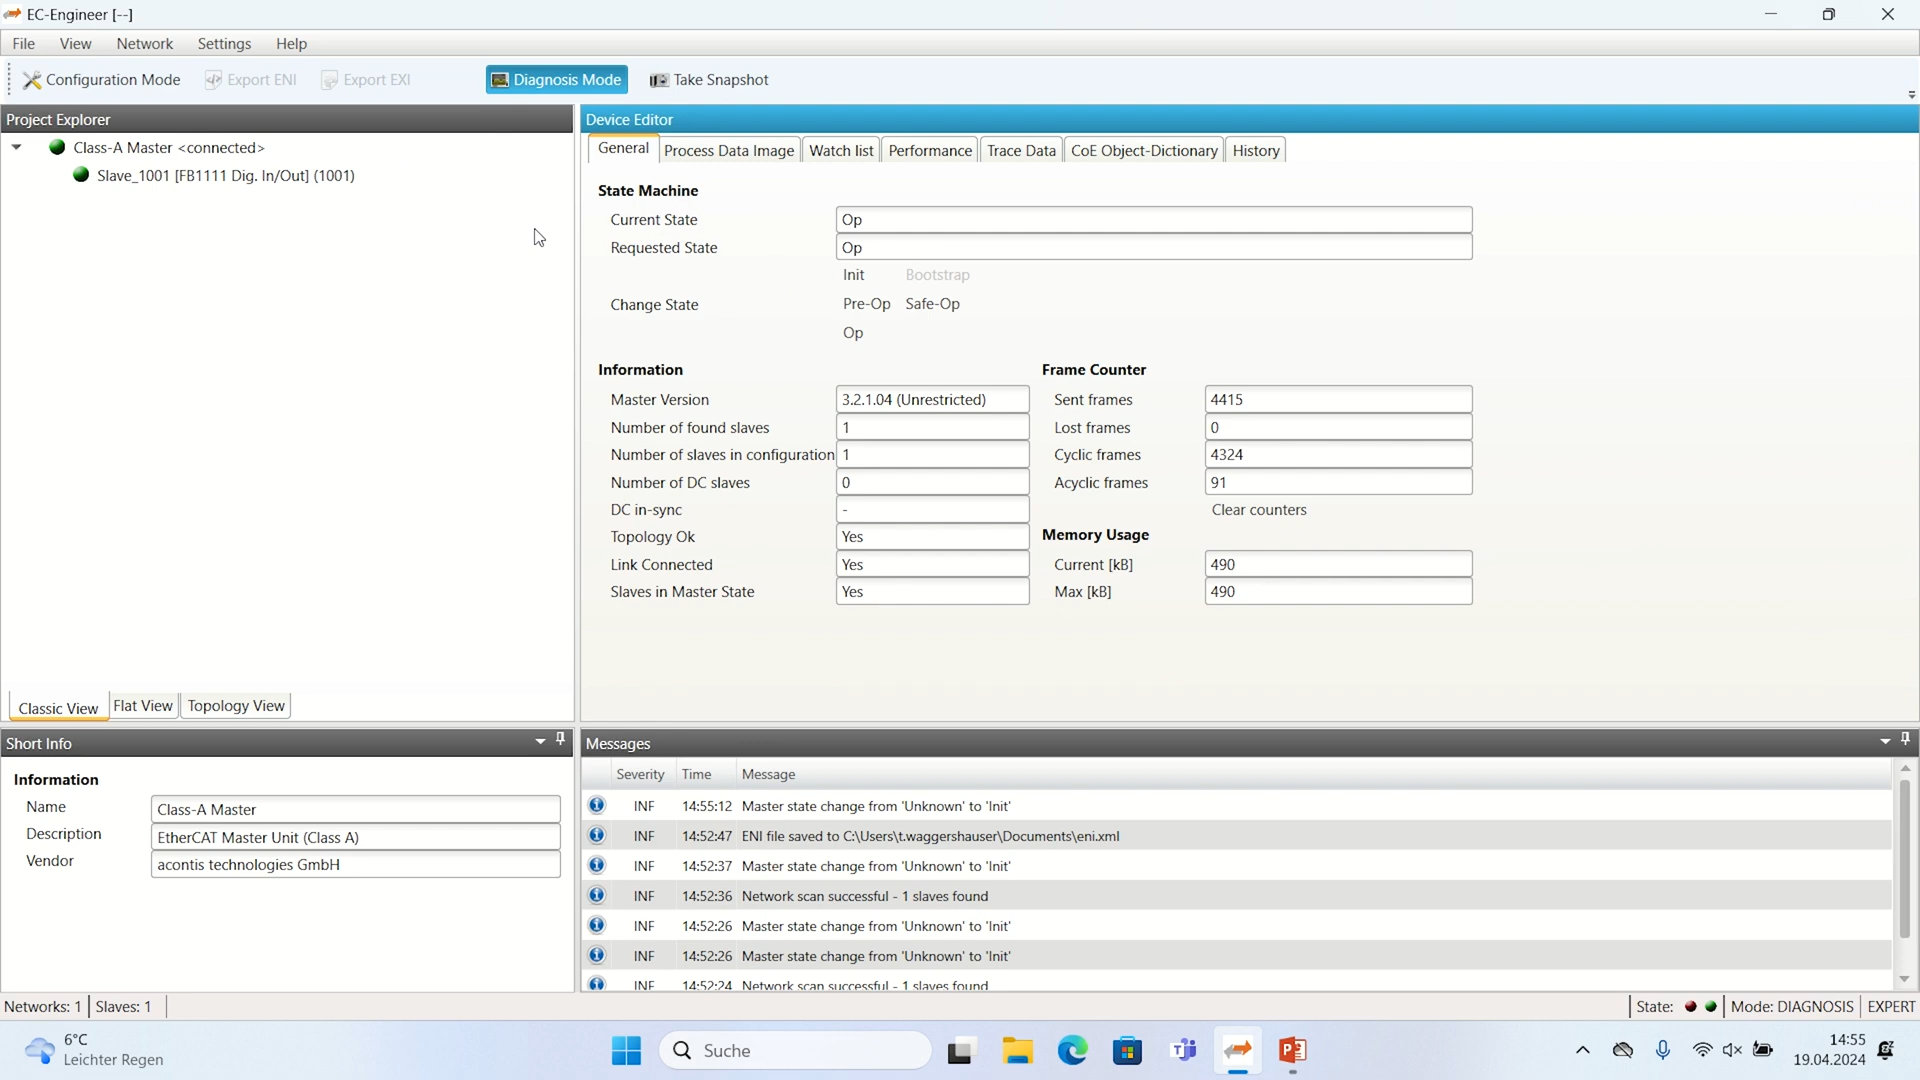 EC-Engineer [--]
File View Network Settings Help
Configuration Mode Export ENI Export EXI Diagnosis Mode Take Snapshot
Project Explorer
Class-A Master <connected>
Slave_1001 [FB1111 Dig. In/Out] (1001)
Classic View Flat View Topology View
Device Editor
General Process Data Image Watch list Performance Trace Data CoE Object-Dictionary History
State Machine
Current State Op
Requested State Op
Init Bootstrap
Change State Pre-Op Safe-Op
Op
Information
Master Version 3.2.1.04 (Unrestricted)
Number of found slaves 1
Number of slaves in configuration 1
Number of DC slaves 0
DC in-sync -
Topology Ok Yes
Link Connected Yes
Slaves in Master State Yes
Frame Counter
Sent frames 4415
Lost frames 0
Cyclic frames 4324
Acyclic frames 91
Clear counters
Memory Usage
Current [kB] 490
Max [kB] 490
Short Info
Information
Name Class-A Master
Description EtherCAT Master Unit (Class A)
Vendor acontis technologies GmbH
Messages
Severity Time Message
INF 14:55:12 Master state change from 'Unknown' to 'Init'
INF 14:52:47 ENI file saved to C:\Users\t.waggershauser\Documents\eni.xml
INF 14:52:37 Master state change from 'Unknown' to 'Init'
INF 14:52:36 Network scan successful - 1 slaves found
INF 14:52:26 Master state change from 'Unknown' to 'Init'
INF 14:52:26 Master state change from 'Unknown' to 'Init'
INF 14:52:24 Network scan successful - 1 slaves found
Networks: 1 Slaves: 1
State: Mode: DIAGNOSIS EXPERT
6°C
Leichter Regen
Suche
14:55
19.04.2024